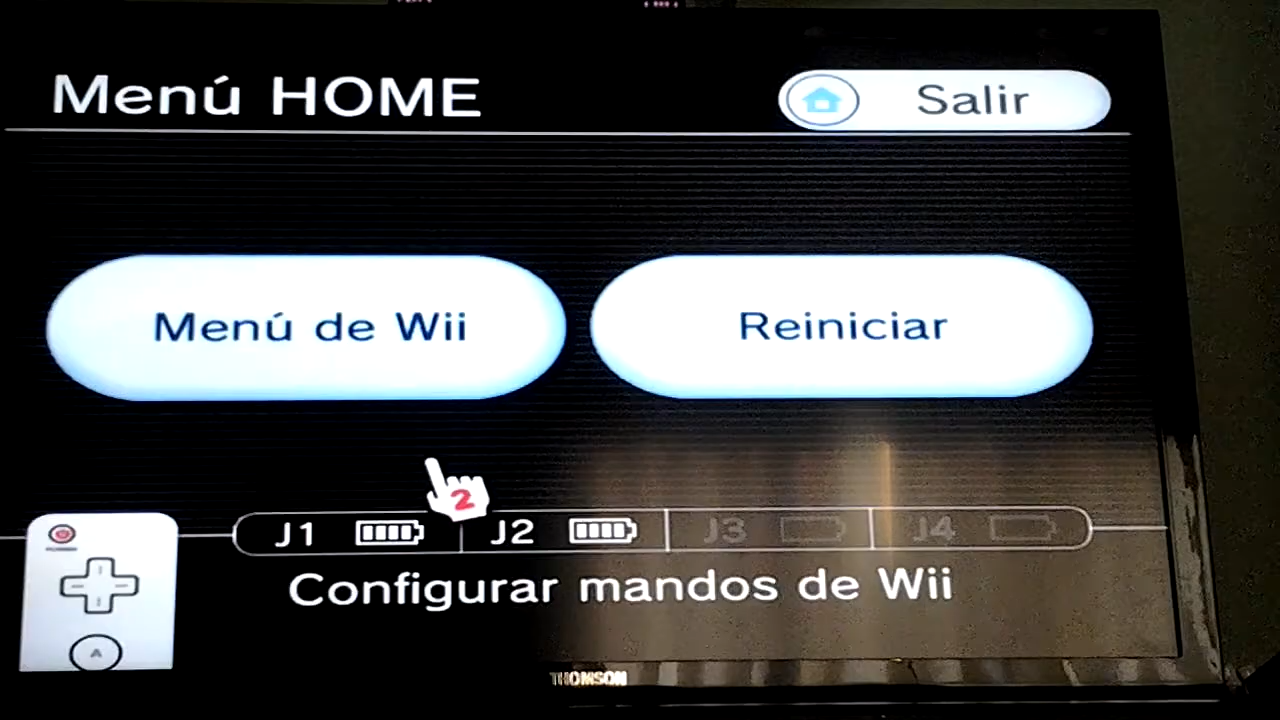 Menú HOME
Salir
Menú de Wii
Reiniciar
2
J1 J2 J3 J4
Configurar mandos de Wii
A
THOMSON